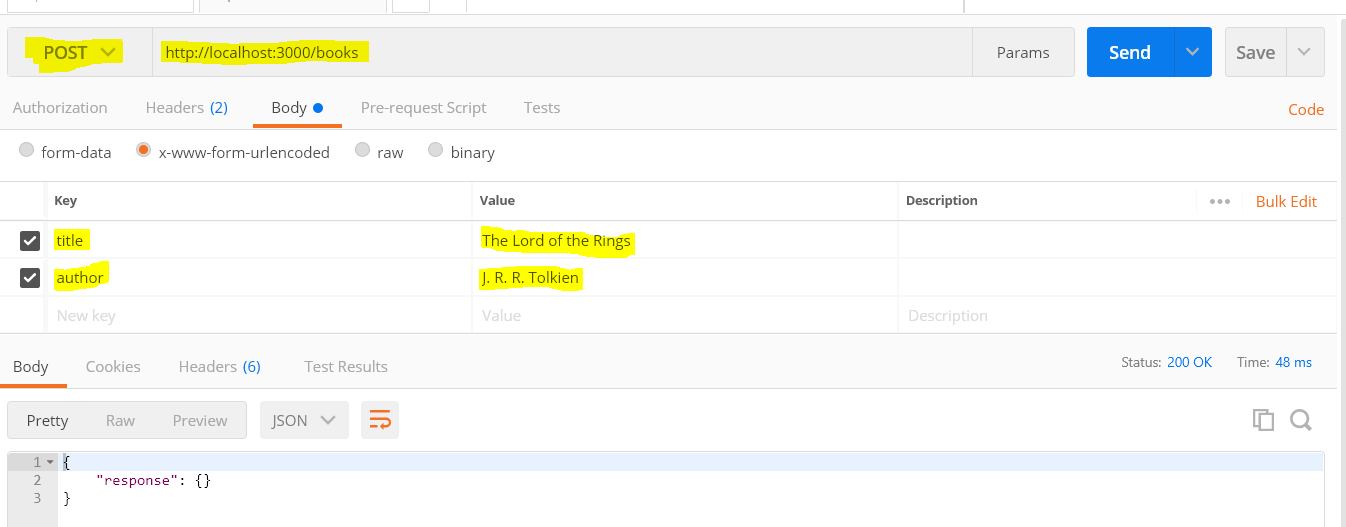 POST http://localhost:3000/books Params Send Save
Authorization Headers (2) Body Pre-request Script Tests Code
form-data x-www-form-urlencoded raw binary
Key Value Description Bulk Edit
title The Lord of the Rings
author J. R. R. Tolkien
New key Value Description
Body Cookies Headers (6) Test Results Status: 200 OK Time: 48 ms
Pretty Raw Preview JSON
1 {
2 "response": {}
3 }